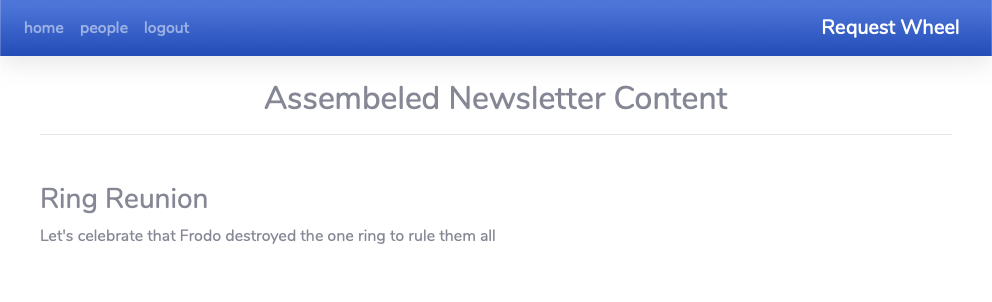 home people logout Request Wheel
Assembeled Newsletter Content
Ring Reunion
Let's celebrate that Frodo destroyed the one ring to rule them all